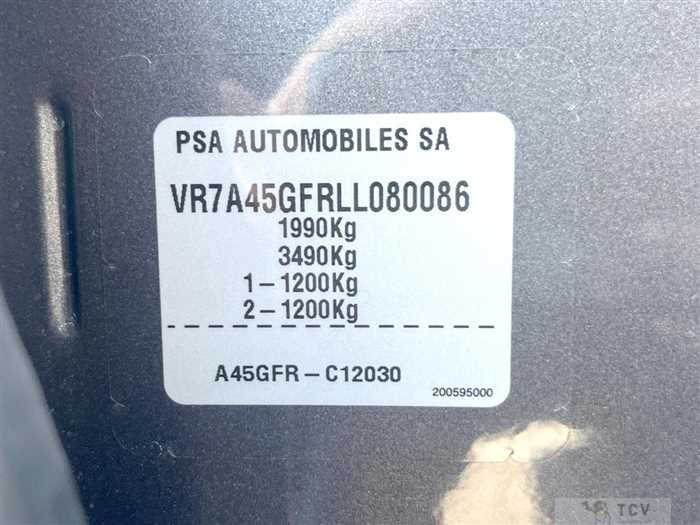 PSA AUTOMOBILES SA
VR7A45GFRLL080086
1990Kg
3490Kg
1-1200Kg
2-1200Kg
A45GFR-C12030
200595000
TCV